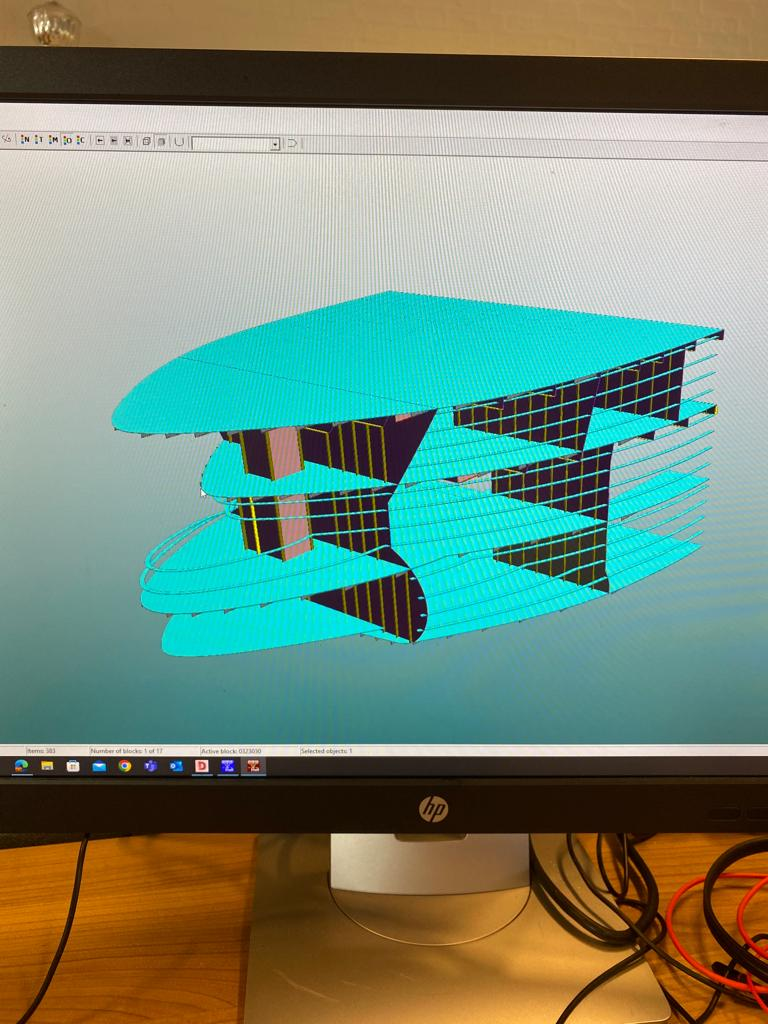 N T M O C
Items: 383 Number of blocks: 1 of 17 Active block: 0323030 Selected objects: 1
D
hp